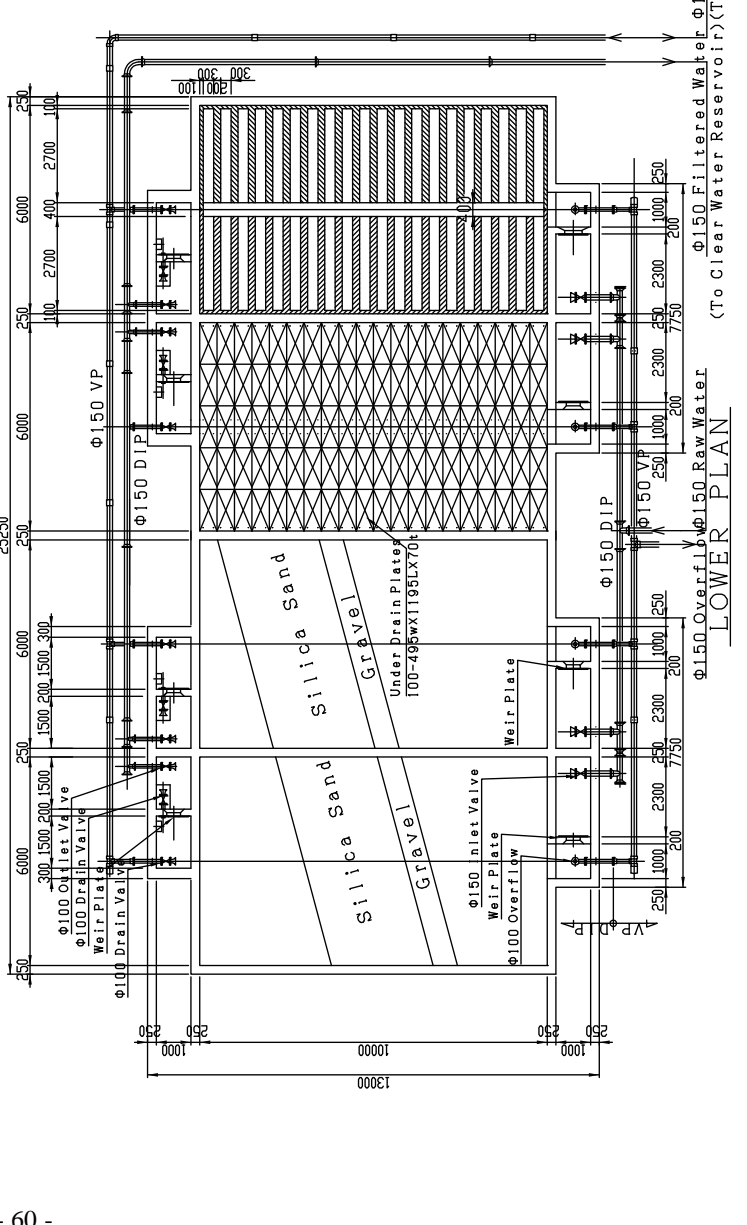 25250
250
6000
250
6000
250
6000
250
6000
250
300
1500
200
1500
1500
200
1500
300
100
2700
400
2700
100
300
200
100
300
Φ150 VP
Φ150 DIP
Φ100 Outlet Valve
Φ100 Drain Valve
Weir Plate
Φ100 Drain Valve
Silica Sand
Gravel
Silica Sand
Gravel
Under Drain Plates
100-495wX1195LX70t
Weir Plate
Φ150 Inlet Valve
Weir Plate
Φ100 Overflow
VP
DIP
Φ150 DIP
Φ150 VP
250
1000
200
2300
250
2300
200
1000
250
7750
250
1000
200
2300
250
2300
200
1000
250
7750
250
1000
250
10000
250
1000
250
13000
Φ150 Overflow
Φ150 Raw Water
Φ150 Filtered Water
(To Clear Water Reservoir)
LOWER PLAN
- 60 -